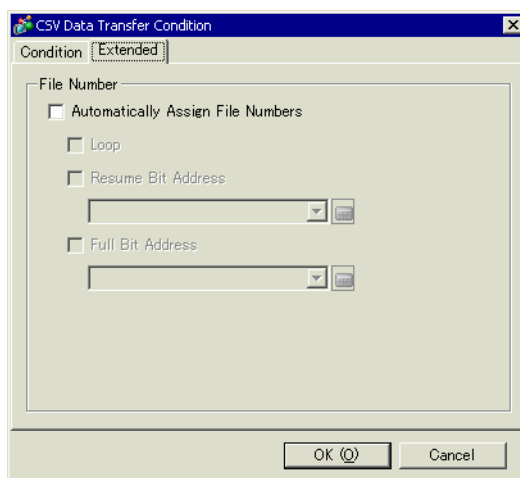 CSV Data Transfer Condition
Condition Extended
File Number
Automatically Assign File Numbers
Loop
Resume Bit Address
Full Bit Address
OK (O) Cancel